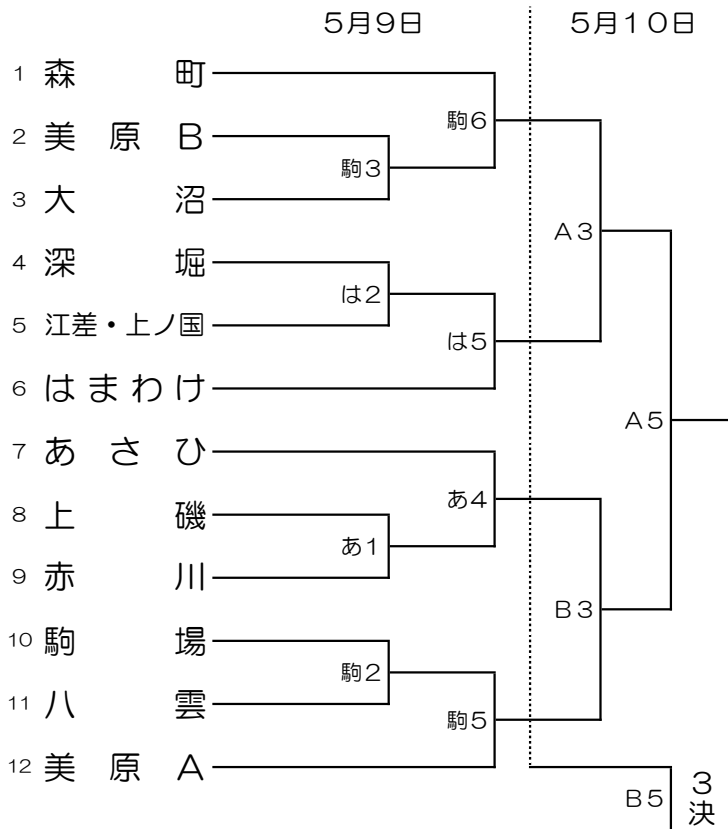 5月9日 5月10日
1 森町
駒6
2 美原B
駒3
3 大沼
A3
4 深堀
は2
5 江差・上ノ国
は5
6 はまわけ
A5
7 あさひ
あ4
8 上磯
あ1
9 赤川
B3
10 駒場
駒2
11 八雲
駒5
12 美原A
B5
3決